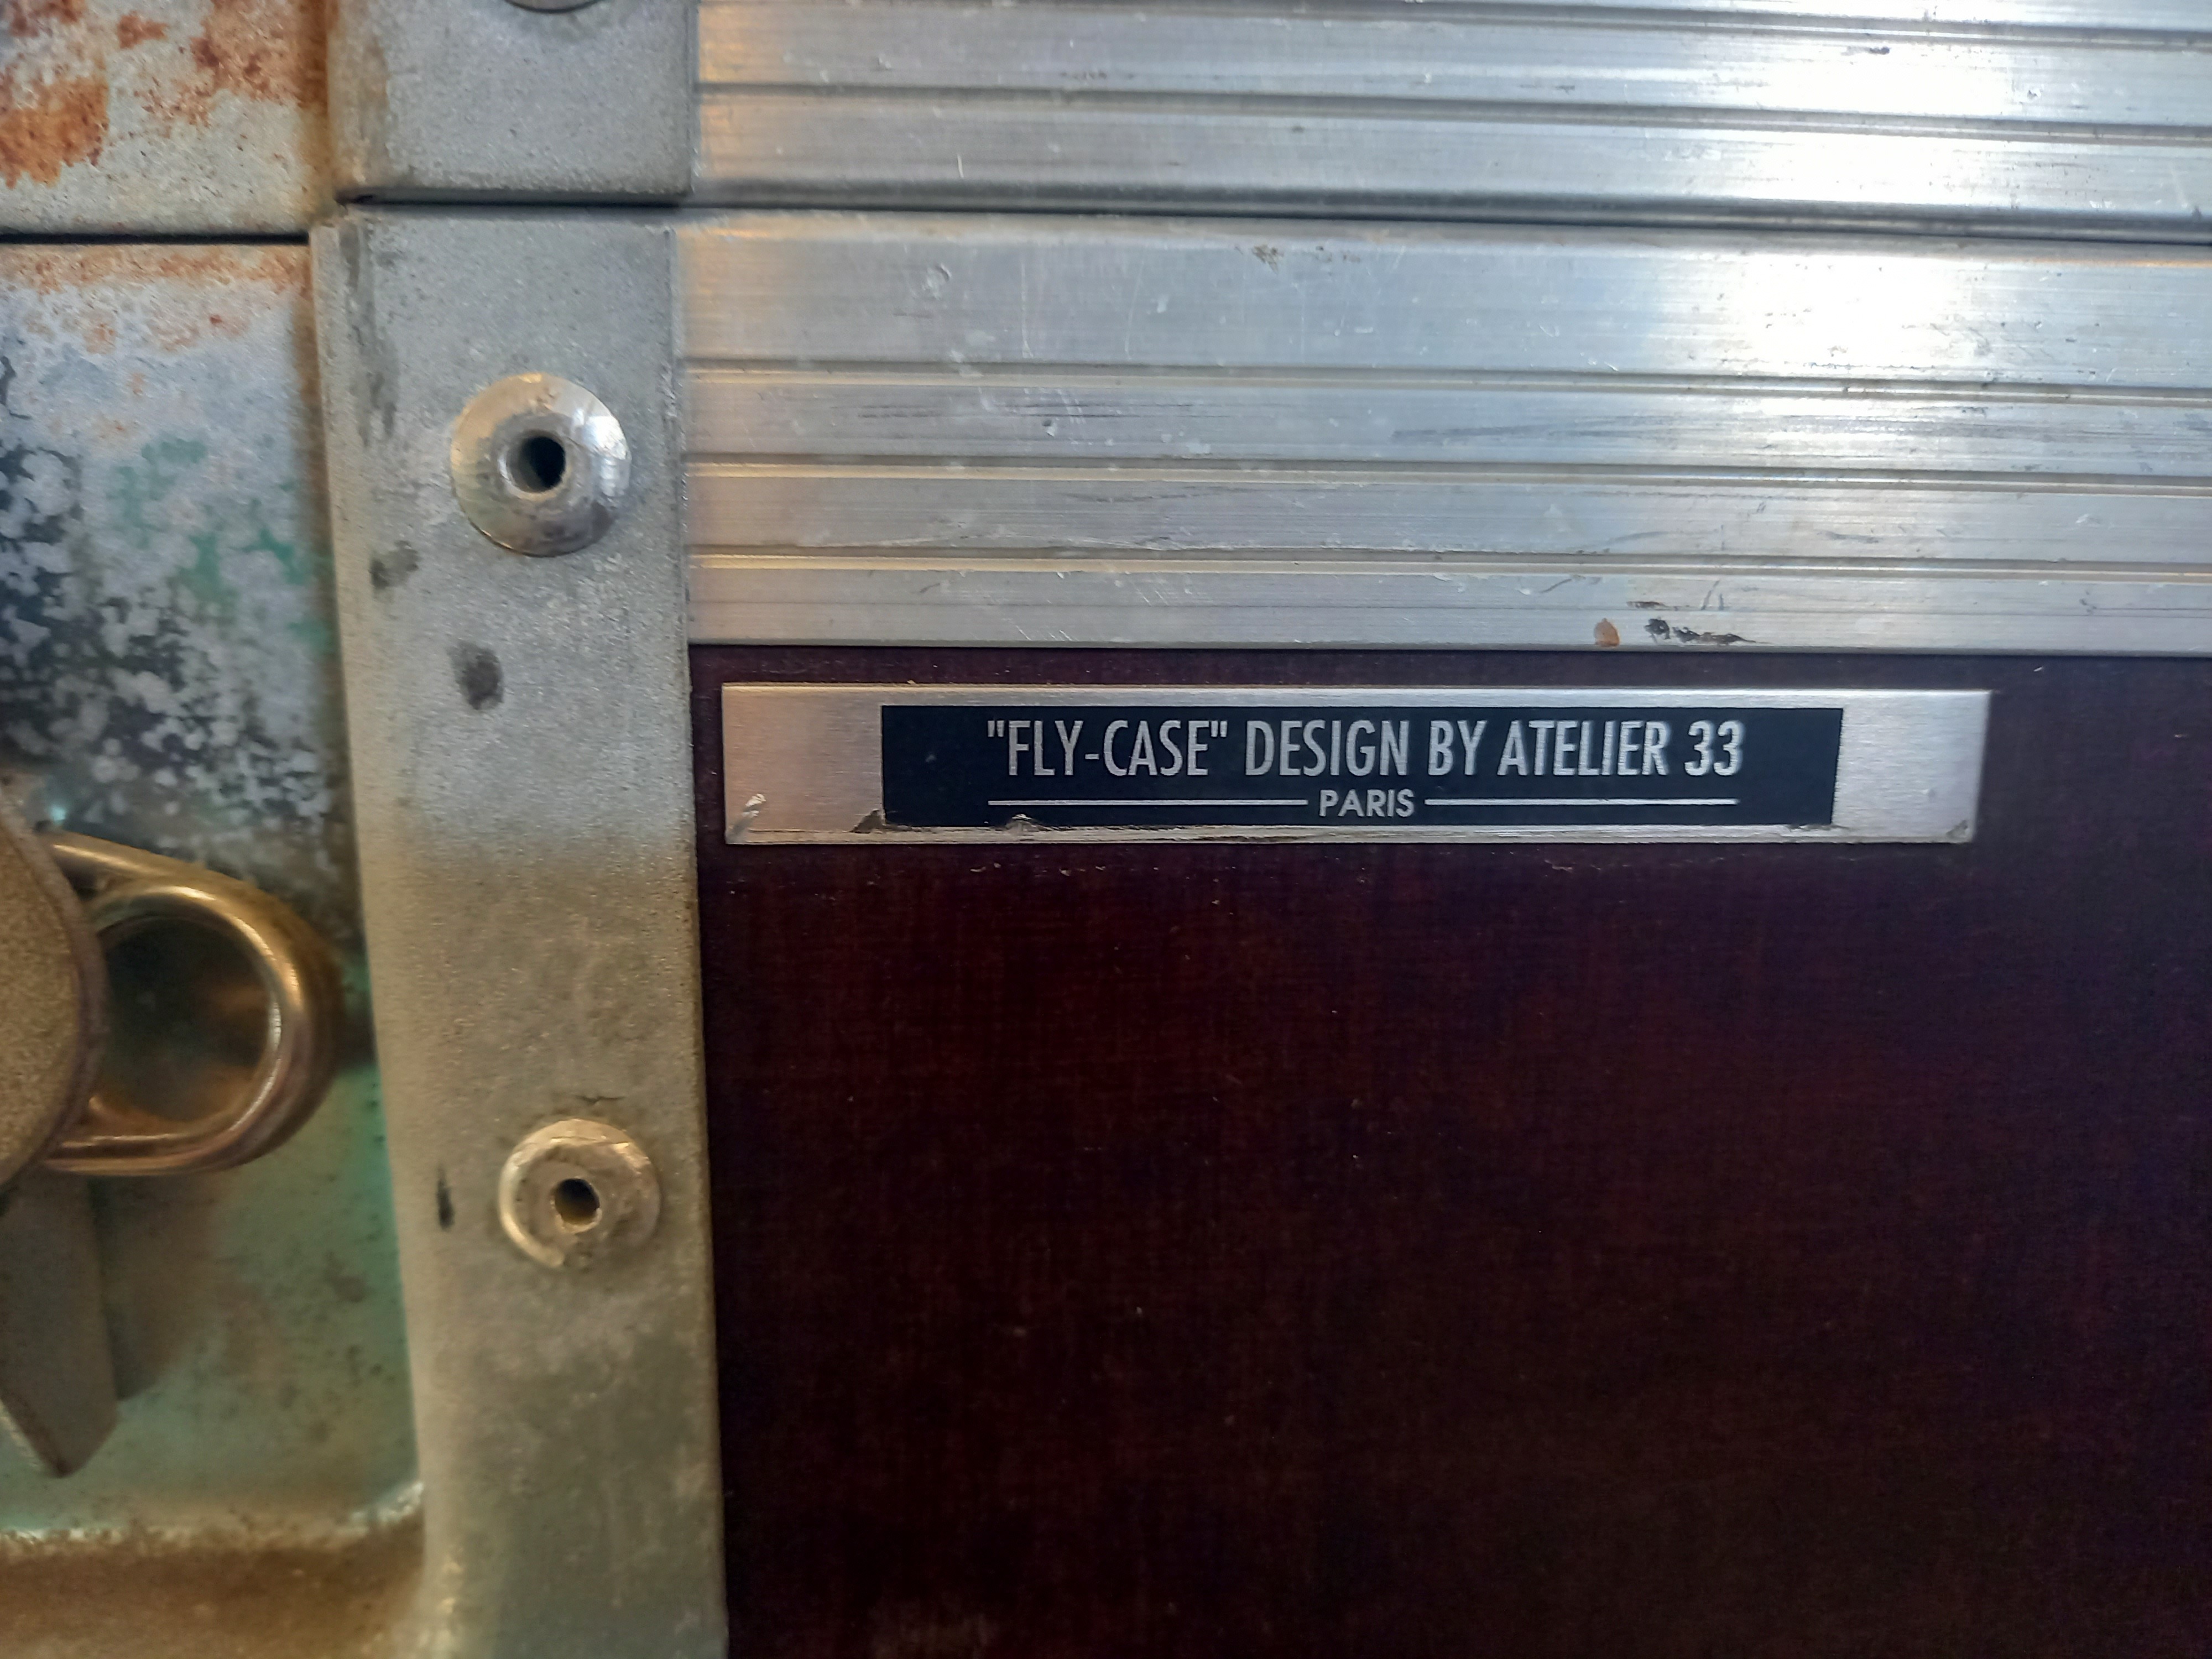 "FLY-CASE" DESIGN BY ATELIER 33
PARIS